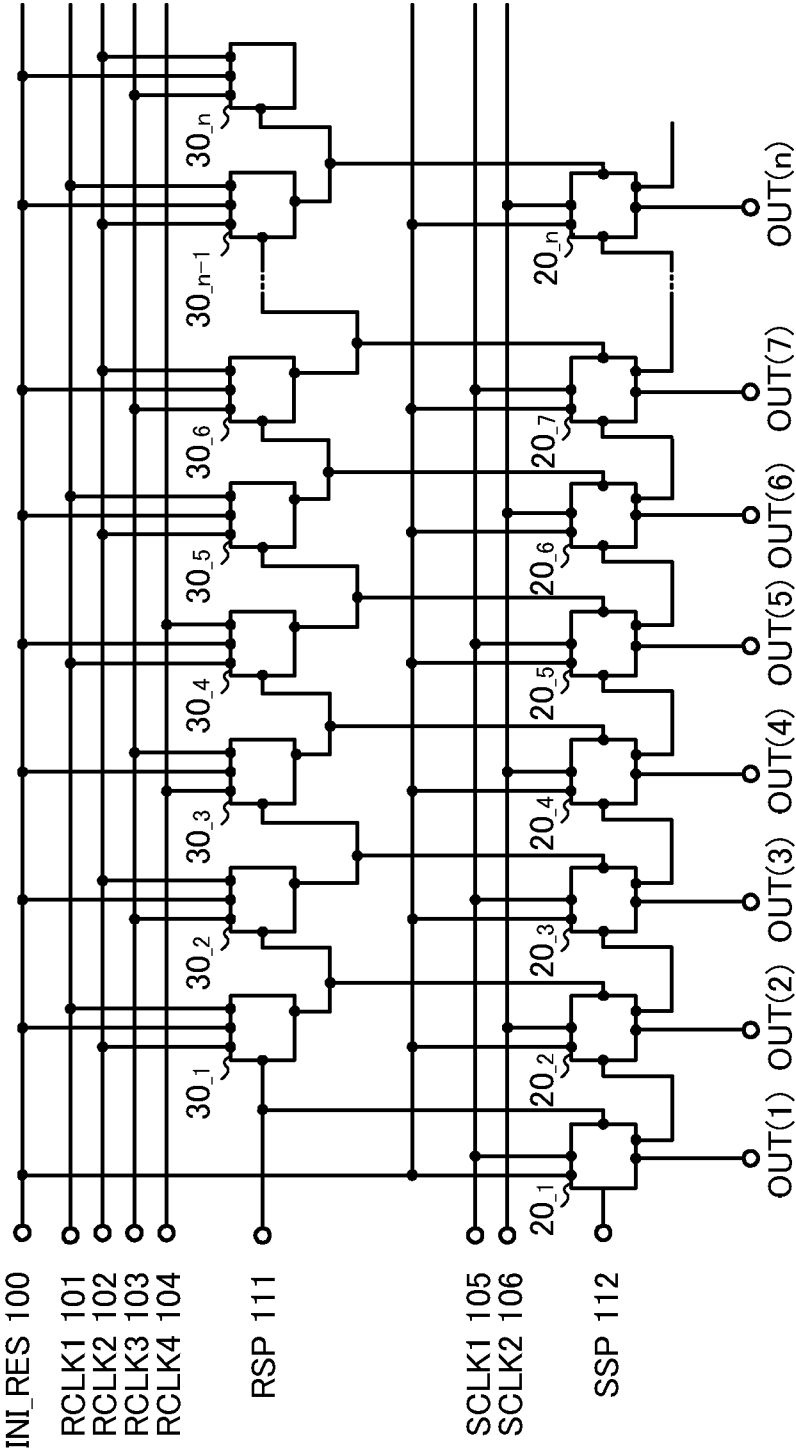 INI_RES 100
RCLK1 101
RCLK2 102
RCLK3 103
RCLK4 104
RSP 111
SCLK1 105
SCLK2 106
SSP 112
30_1
30_2
30_3
30_4
30_5
30_6
30_n-1
30_n
20_1
20_2
20_3
20_4
20_5
20_6
20_7
20_n
OUT(1)
OUT(2)
OUT(3)
OUT(4)
OUT(5)
OUT(6)
OUT(7)
OUT(n)